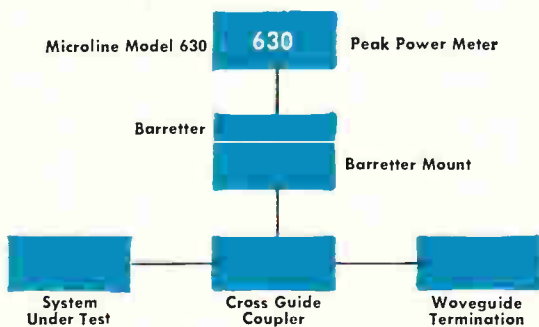 Microline Model 630
630
Peak Power Meter
Barretter
Barretter Mount
System
Under Test
Cross Guide
Coupler
Woveguide
Termination